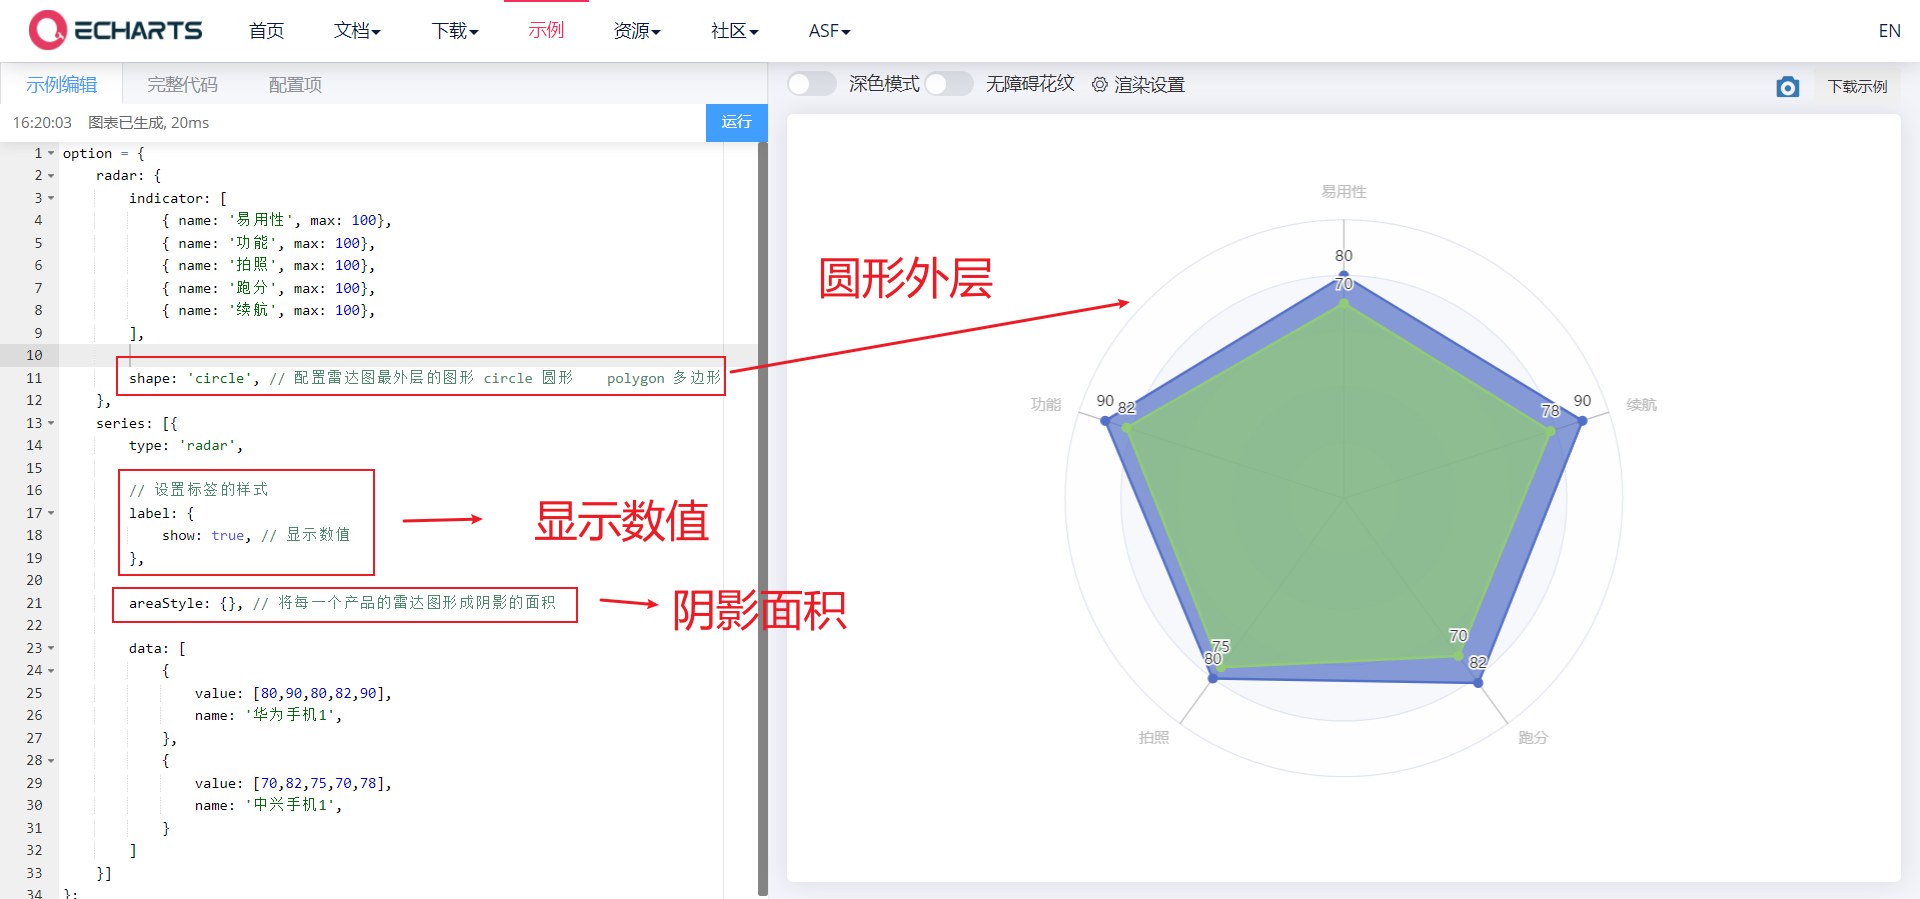 ECHARTS 首页 文档 下载 示例 资源 社区 ASF EN
示例编辑 完整代码 配置项
深色模式 无障碍花纹 渲染设置 下载示例
16:20:03 图表已生成, 20ms 运行
1 option = {
2 radar: {
3 indicator: [
4 { name: '易用性', max: 100},
5 { name: '功能', max: 100},
6 { name: '拍照', max: 100},
7 { name: '跑分', max: 100},
8 { name: '续航', max: 100},
9 ],
10
11 shape: 'circle', // 配置雷达图最外层的图形 circle 圆形 polygon 多边形
12 },
13 series: [{
14 type: 'radar',
15
16 // 设置标签的样式
17 label: {
18 show: true, // 显示数值
19 },
20
21 areaStyle: {}, // 将每一个产品的雷达图形成阴影的面积
22
23 data: [
24 {
25 value: [80,90,80,82,90],
26 name: '华为手机1',
27 },
28 {
29 value: [70,82,75,70,78],
30 name: '中兴手机1',
31 }
32 ]
33 }]
34 };
圆形外层
显示数值
阴影面积
易用性
80
70
功能
90
82
78
90
续航
75
80
70
82
拍照
跑分